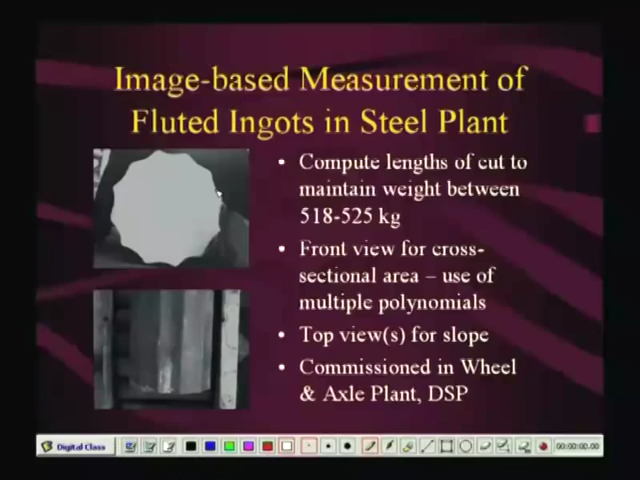 Image-based Measurement of
Fluted Ingots in Steel Plant
• Compute lengths of cut to
maintain weight between
518-525 kg
• Front view for cross-
sectional area – use of
multiple polynomials
• Top view(s) for slope
• Commissioned in Wheel
& Axle Plant, DSP
Digital Class
00:00:00.00